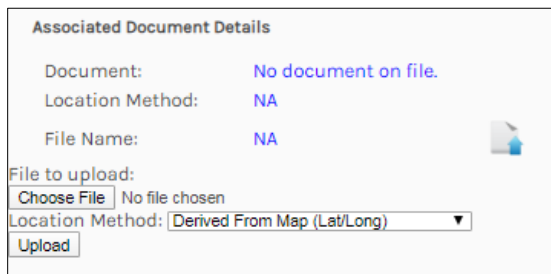 Associated Document Details
Document: No document on file.
Location Method: NA
File Name: NA
File to upload:
Choose File No file chosen
Location Method: Derived From Map (Lat/Long)
Upload